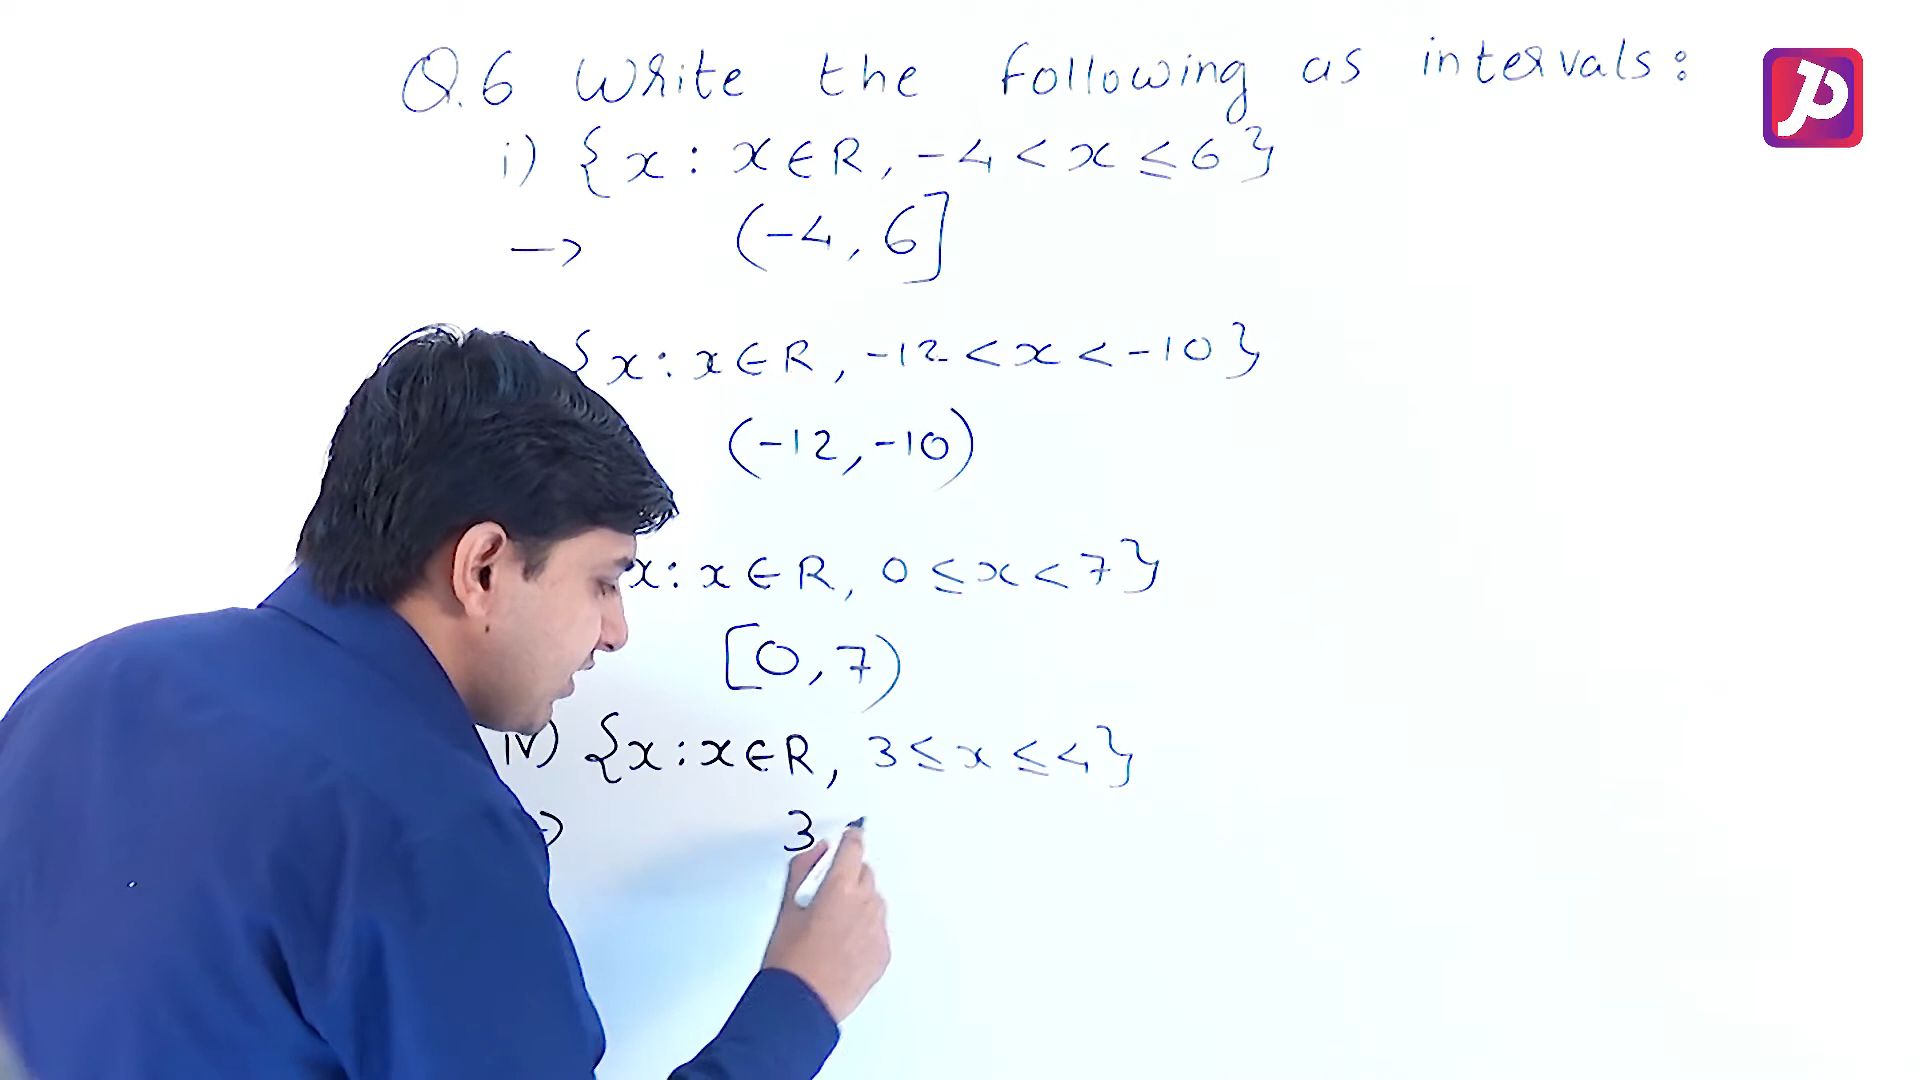 Q.6 Write the following as intervals:
i) {x : x ∈ R, -4 < x ≤ 6}
→ (-4, 6]
{x : x ∈ R, -12 < x < -10}
(-12, -10)
x : x ∈ R, 0 ≤ x < 7}
[0, 7)
iv) {x : x ∈ R, 3 ≤ x ≤ 4}
→ 3